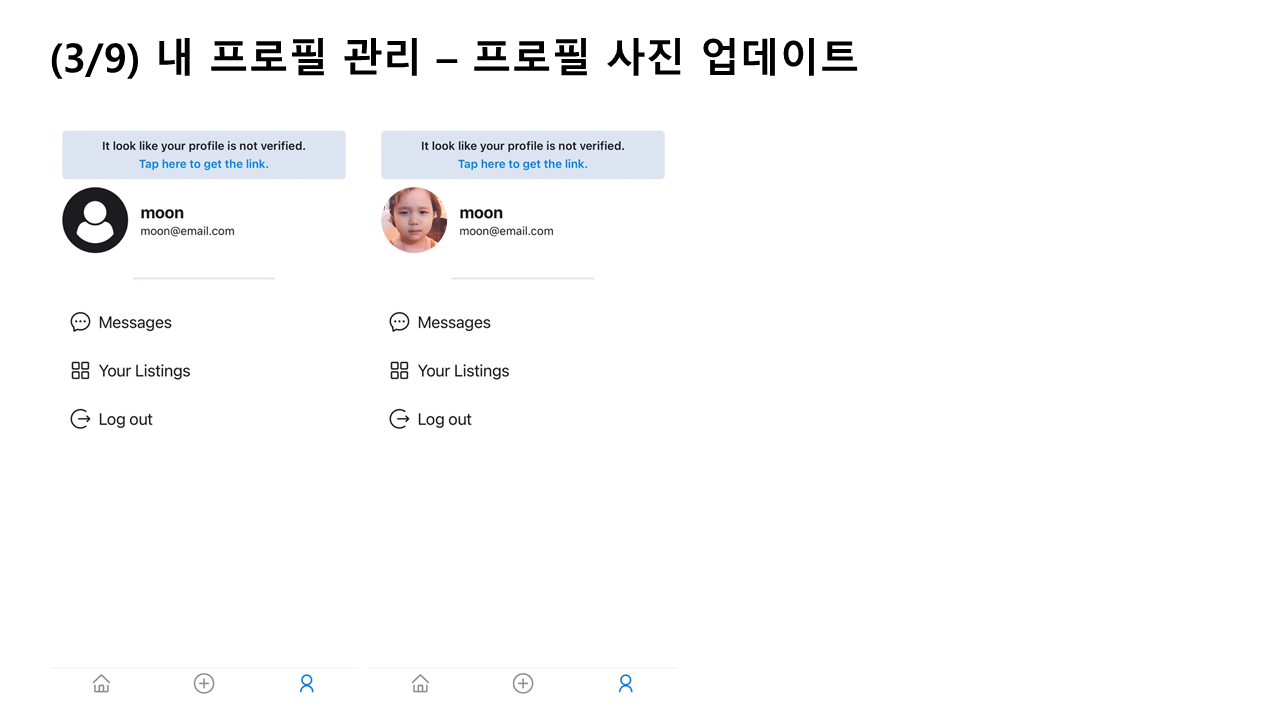 (3/9) 내 프로필 관리 – 프로필 사진 업데이트
It look like your profile is not verified.
Tap here to get the link.
moon
moon@email.com
Messages
Your Listings
Log out
It look like your profile is not verified.
Tap here to get the link.
moon
moon@email.com
Messages
Your Listings
Log out